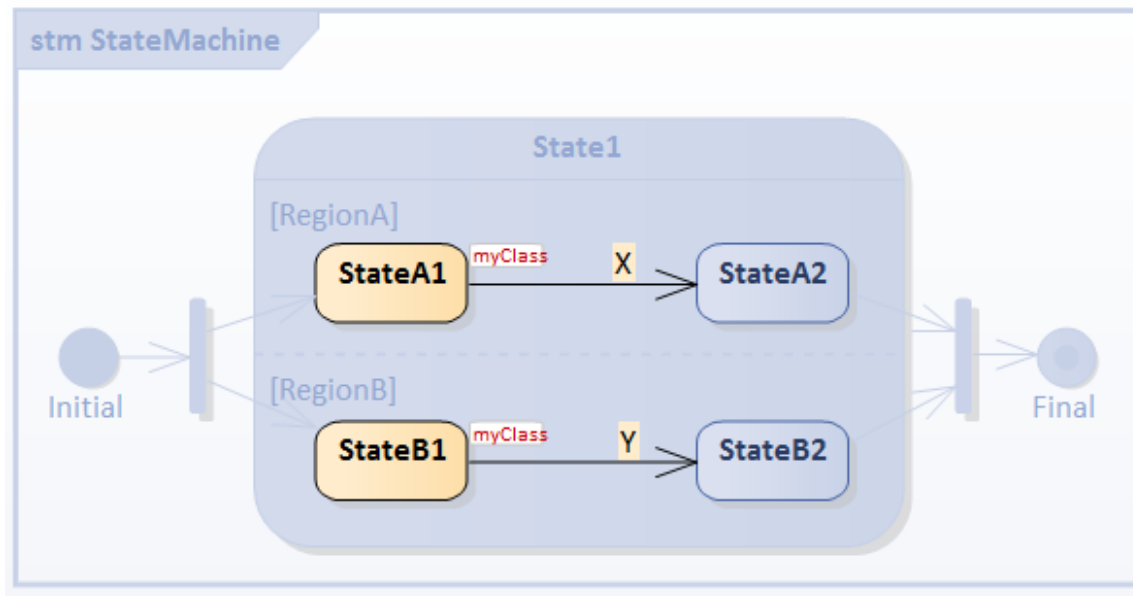 stm StateMachine
State1
[RegionA]
myClass
X
StateA1
StateA2
Initial
[RegionB]
Final
myClass
Y
StateB1
StateB2